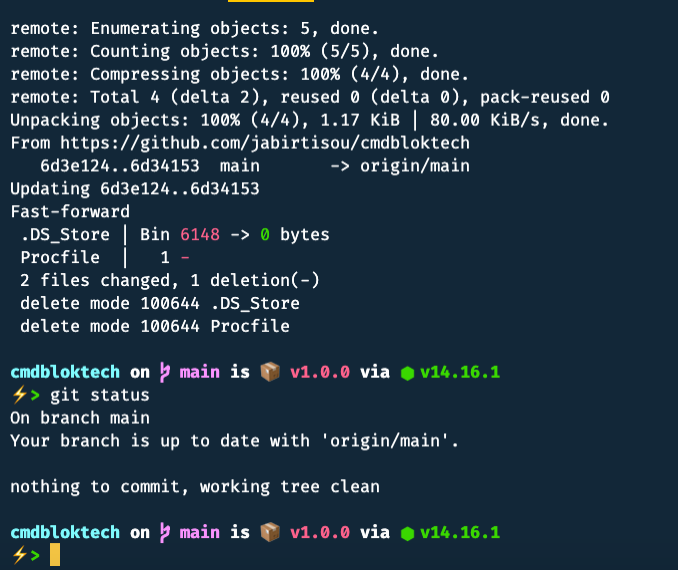 remote: Enumerating objects: 5, done.
remote: Counting objects: 100% (5/5), done.
remote: Compressing objects: 100% (4/4), done.
remote: Total 4 (delta 2), reused 0 (delta 0), pack-reused 0
Unpacking objects: 100% (4/4), 1.17 KiB | 80.00 KiB/s, done.
From https://github.com/jabirtisou/cmdbloktech
   6d3e124..6d34153  main       -> origin/main
Updating 6d3e124..6d34153
Fast-forward
 .DS_Store | Bin 6148 -> 0 bytes
 Procfile  |   1 -
 2 files changed, 1 deletion(-)
 delete mode 100644 .DS_Store
 delete mode 100644 Procfile
cmdbloktech on main is 📦 v1.0.0 via ⬢ v14.16.1
⚡> git status
On branch main
Your branch is up to date with 'origin/main'.
nothing to commit, working tree clean
cmdbloktech on main is 📦 v1.0.0 via ⬢ v14.16.1
⚡>